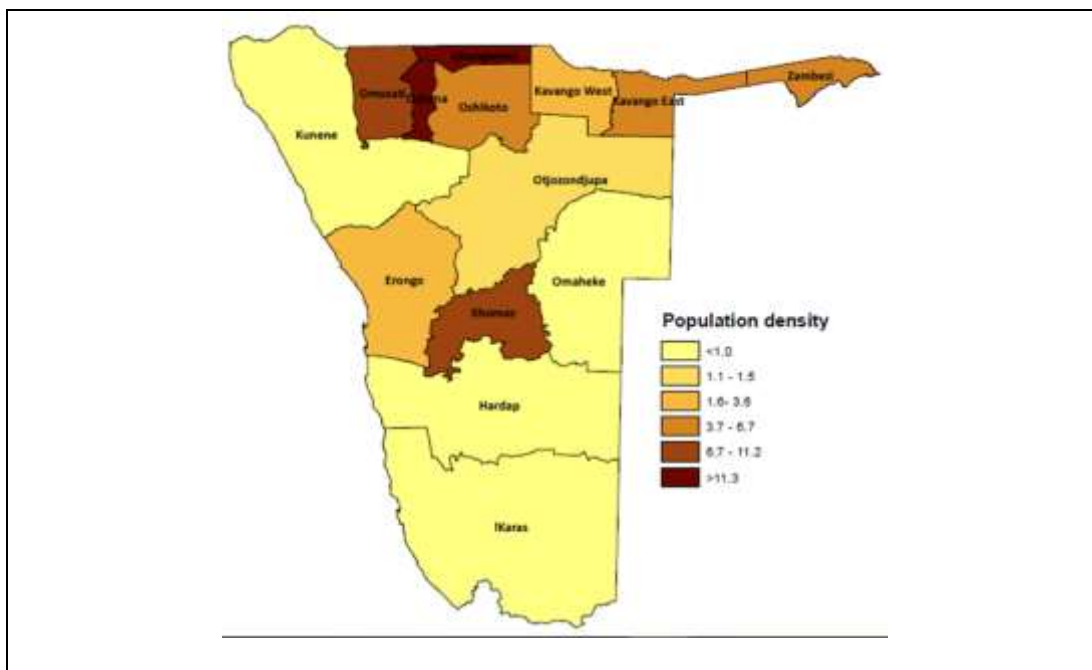 Zambezi
Omusati
Oshikoto
Kavango West
Kavango East
Kunene
Otjozondjupa
Erongo
Omaheke
Khomas
Hardap
!Karas
Population density
<1.0
1.1 - 1.5
1.6- 3.6
3.7 - 6.7
6.7 - 11.2
>11.3